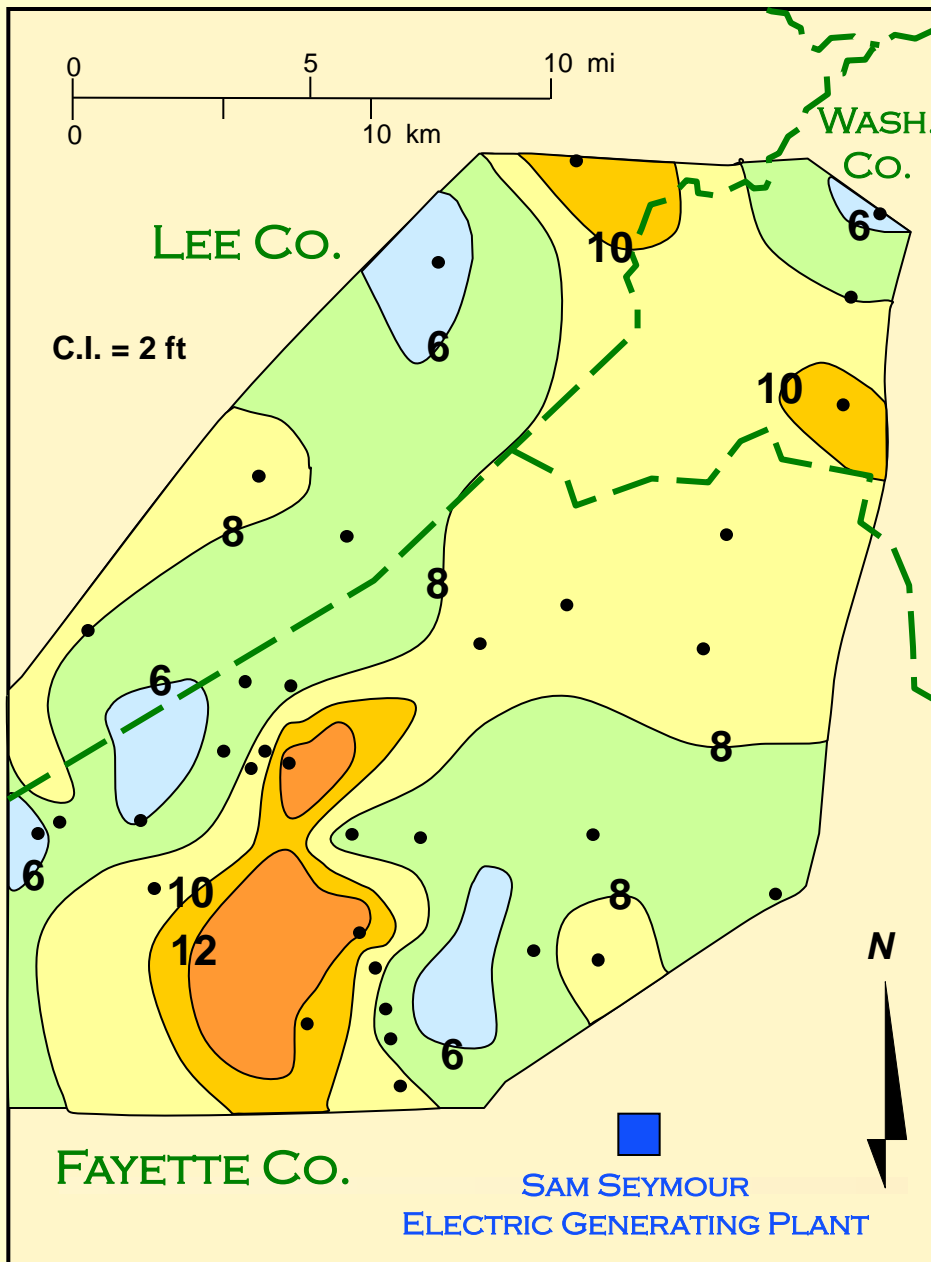 0 5 10 mi
0 10 km
WASH.
CO.
LEE CO.
6
10
6
C.I. = 2 ft
10
8
8
6
8
6
10
8
12
N
6
FAYETTE CO.
SAM SEYMOUR
ELECTRIC GENERATING PLANT